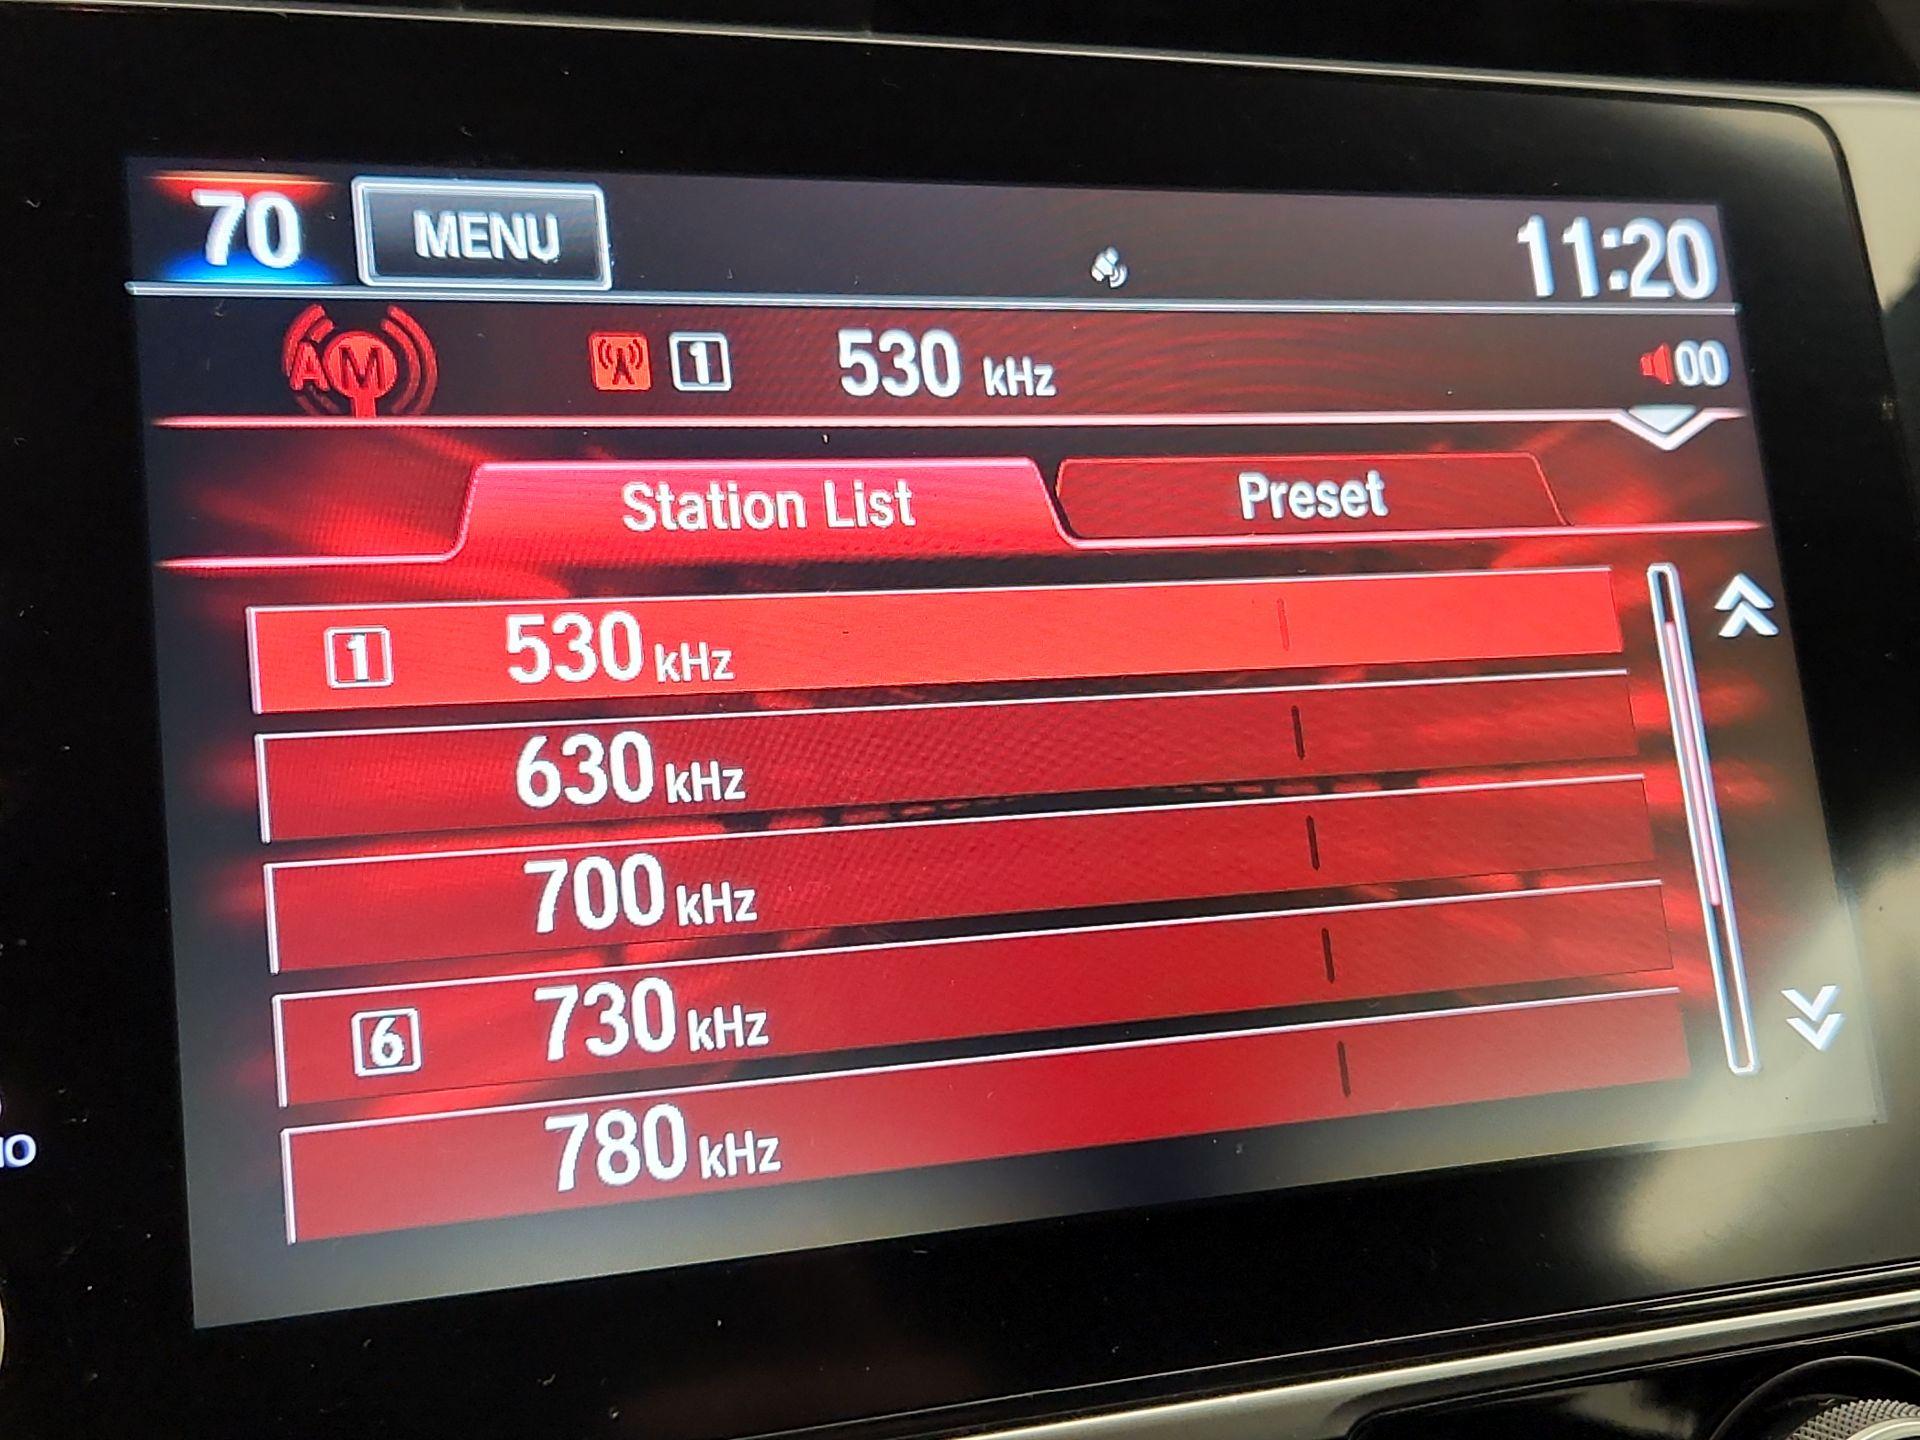 70 MENU 11:20
AM 1 530 kHz 00
Station List Preset
1 530 kHz
630 kHz
700 kHz
6 730 kHz
780 kHz